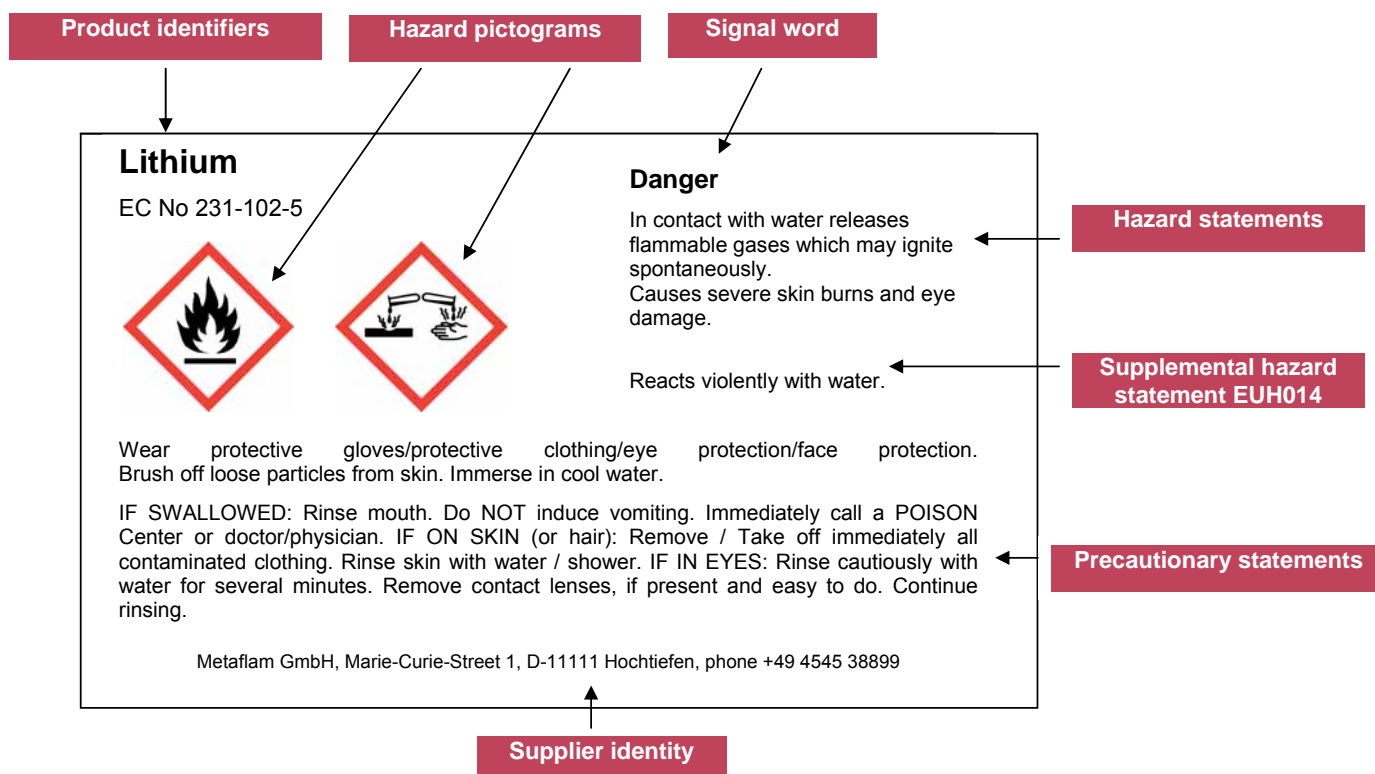 Product identifiers
Hazard pictograms
Signal word
Lithium
EC No 231-102-5
Danger
In contact with water releases
flammable gases which may ignite
spontaneously.
Causes severe skin burns and eye
damage.
Hazard statements
Reacts violently with water.
Supplemental hazard
statement EUH014
Wear protective gloves/protective clothing/eye protection/face protection.
Brush off loose particles from skin. Immerse in cool water.
IF SWALLOWED: Rinse mouth. Do NOT induce vomiting. Immediately call a POISON
Center or doctor/physician. IF ON SKIN (or hair): Remove / Take off immediately all
contaminated clothing. Rinse skin with water / shower. IF IN EYES: Rinse cautiously with
water for several minutes. Remove contact lenses, if present and easy to do. Continue
rinsing.
Precautionary statements
Metaflam GmbH, Marie-Curie-Street 1, D-11111 Hochtiefen, phone +49 4545 38899
Supplier identity